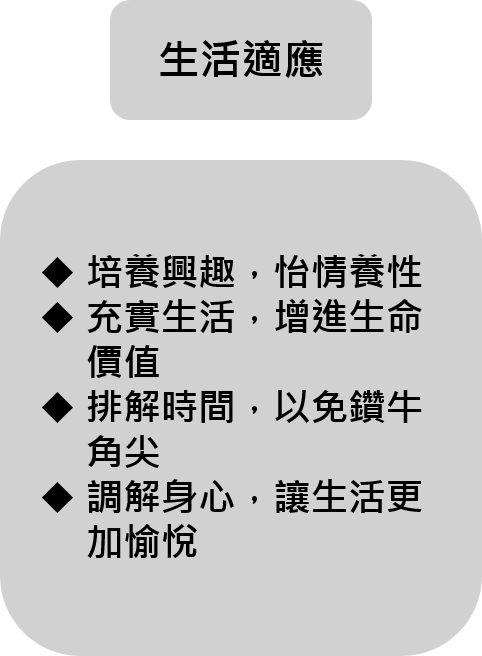 生活適應
◆ 培養興趣，怡情養性
◆ 充實生活，增進生命
價值
◆ 排解時間，以免鑽牛
角尖
◆ 調解身心，讓生活更
加愉悅